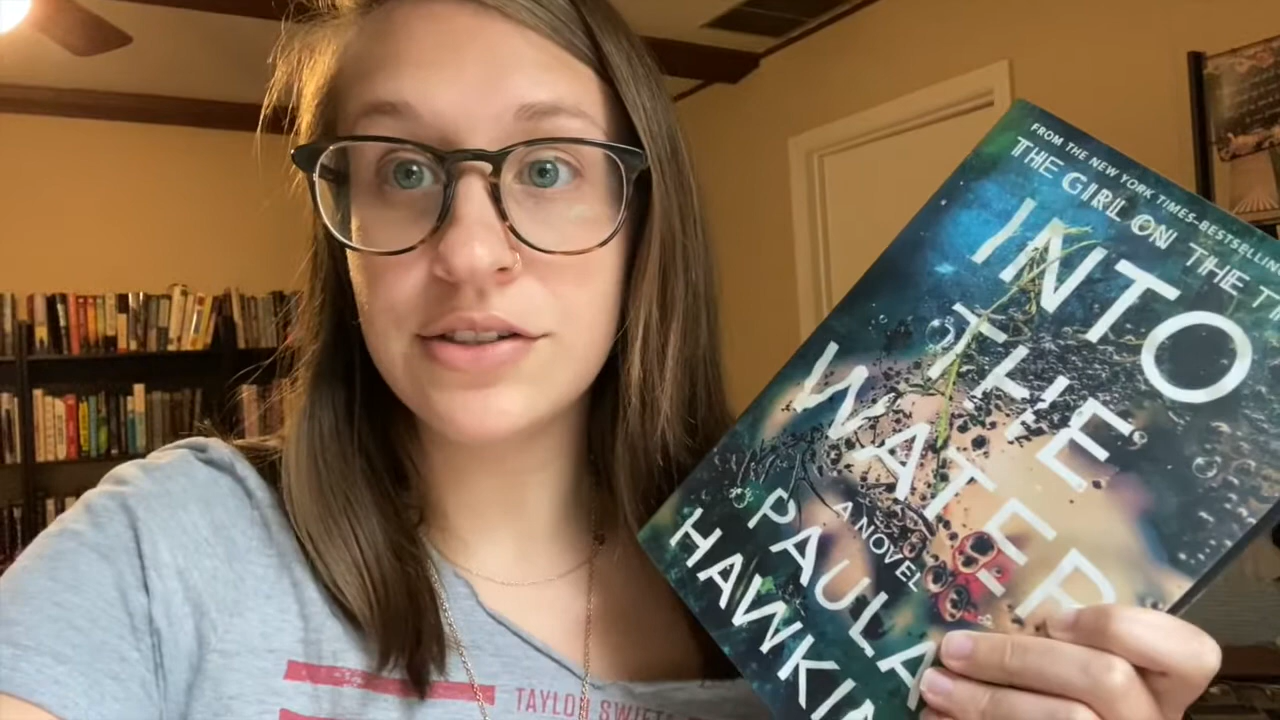 FROM THE NEW YORK TIMES-BESTSELLING
THE GIRL ON THE T
INTO
THE
WATER
A NOVEL
PAULA
HAWKIN
TAYLOR SWIFT